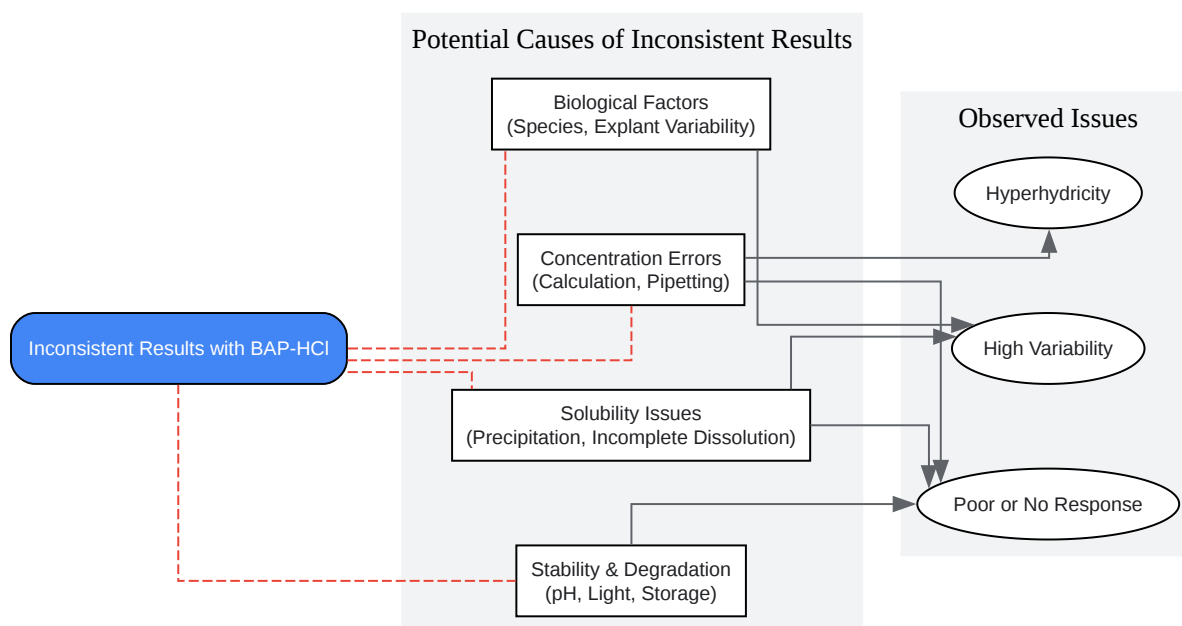 Potential Causes of Inconsistent Results
Biological Factors
(Species, Explant Variability)
Concentration Errors
(Calculation, Pipetting)
Inconsistent Results with BAP-HCl
Solubility Issues
(Precipitation, Incomplete Dissolution)
Stability & Degradation
(pH, Light, Storage)
Observed Issues
Hyperhydricity
High Variability
Poor or No Response